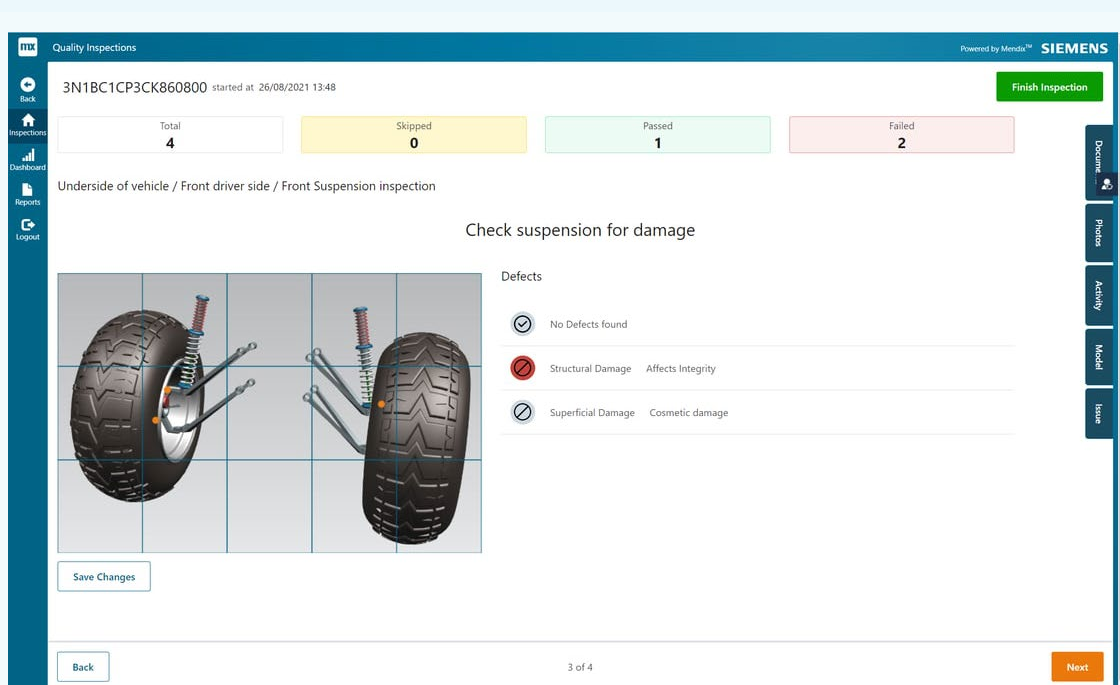 mx Quality Inspections Powered by Mendix™ SIEMENS
Back
Inspections
Dashboard
Reports
Logout
3N1BC1CP3CK860800 started at 26/08/2021 13:48 Finish Inspection
Total Skipped Passed Failed
4 0 1 2
Underside of vehicle / Front driver side / Front Suspension inspection
Check suspension for damage
Defects
No Defects found
Structural Damage Affects Integrity
Superficial Damage Cosmetic damage
Docume...
Photos
Activity
Model
Issue
Save Changes
Back 3 of 4 Next